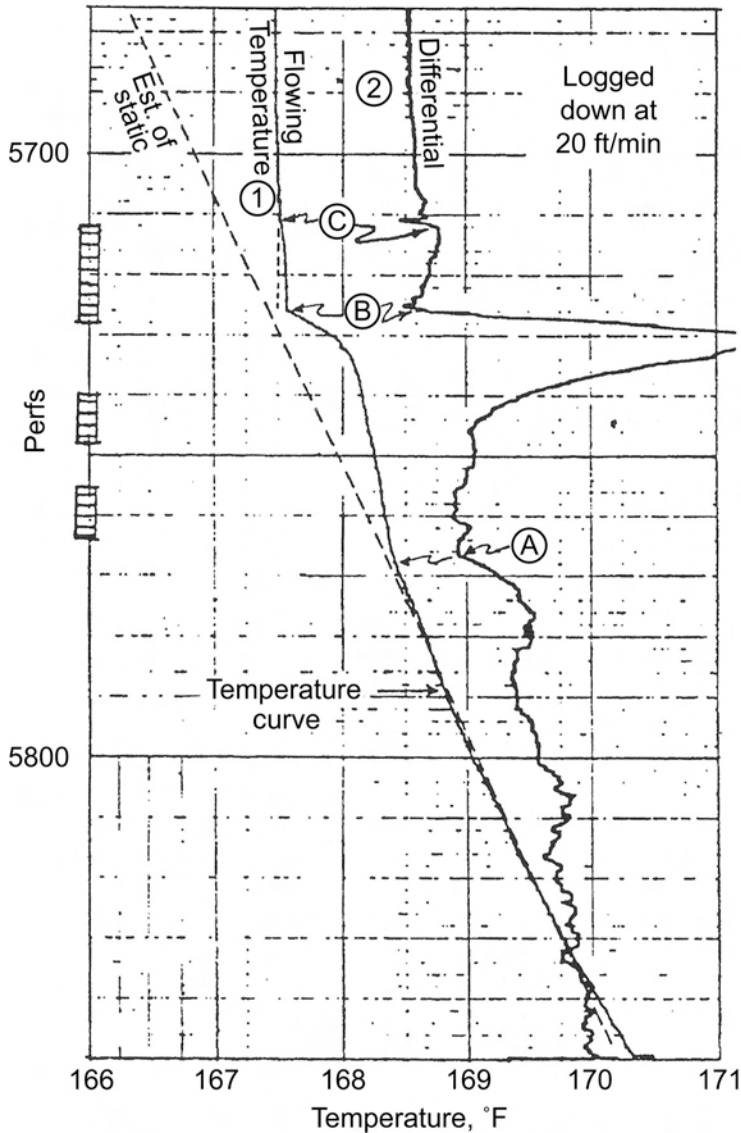 Est. of
static
Flowing
Temperature
Differential
2
Logged
down at
20 ft/min
5700
1
C
B
Perfs
A
Temperature
curve
5800
166 167 168 169 170 171
Temperature, °F